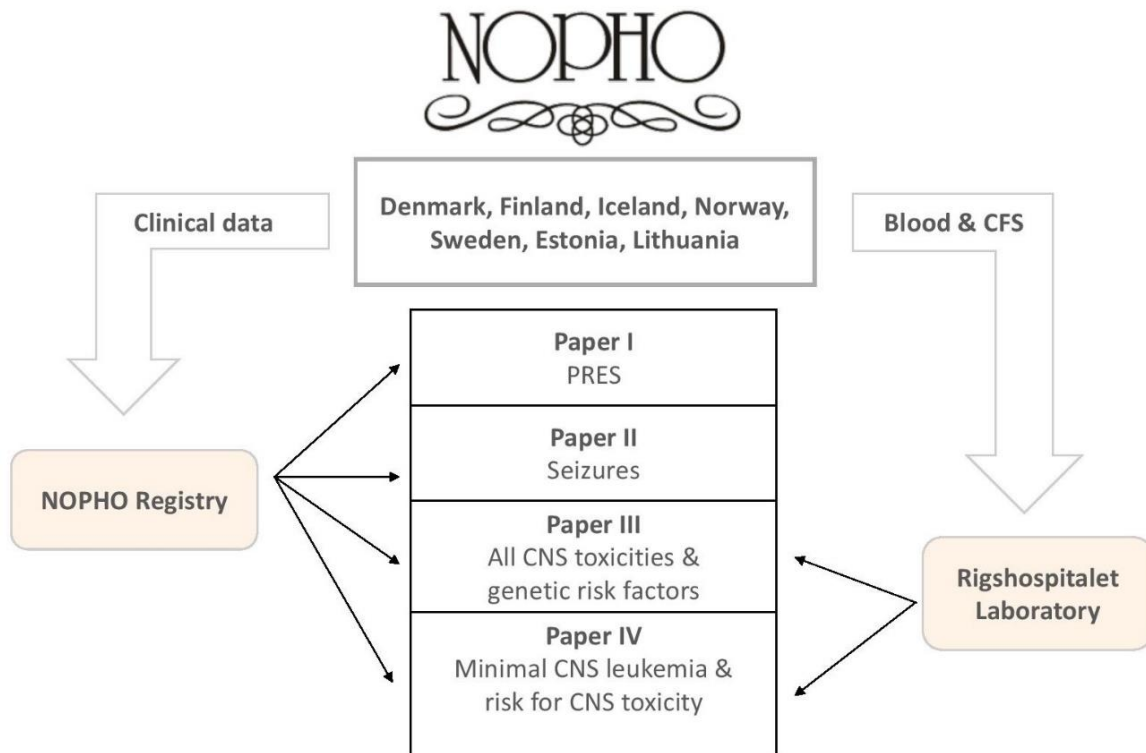 NOPHO
Denmark, Finland, Iceland, Norway,
Sweden, Estonia, Lithuania
Clinical data
Blood & CFS
Paper I
PRES
Paper II
Seizures
Paper III
All CNS toxicities &
genetic risk factors
Paper IV
Minimal CNS leukemia &
risk for CNS toxicity
NOPHO Registry
Rigshospitalet
Laboratory